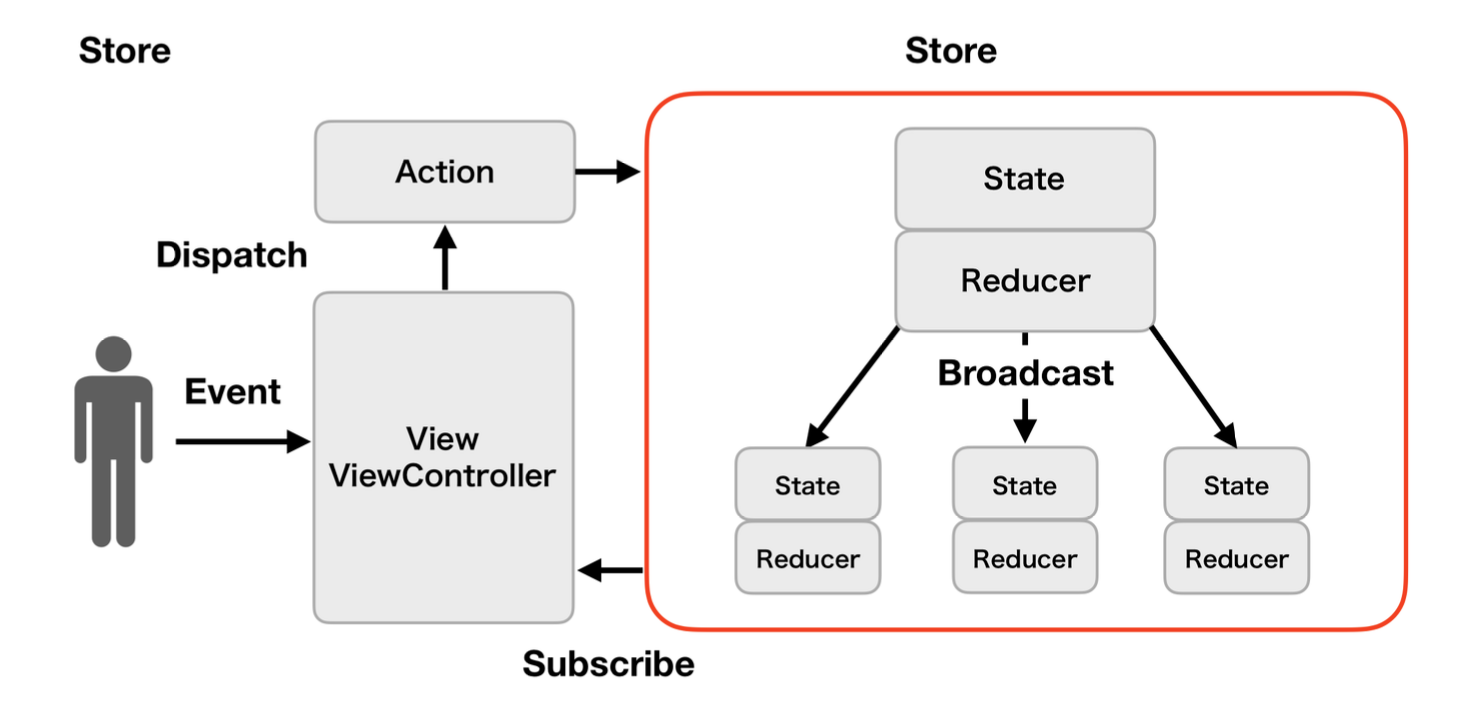 Store
Store
Action
State
Dispatch
Reducer
Broadcast
Event
View
ViewController
State
State
State
Reducer
Reducer
Reducer
Subscribe